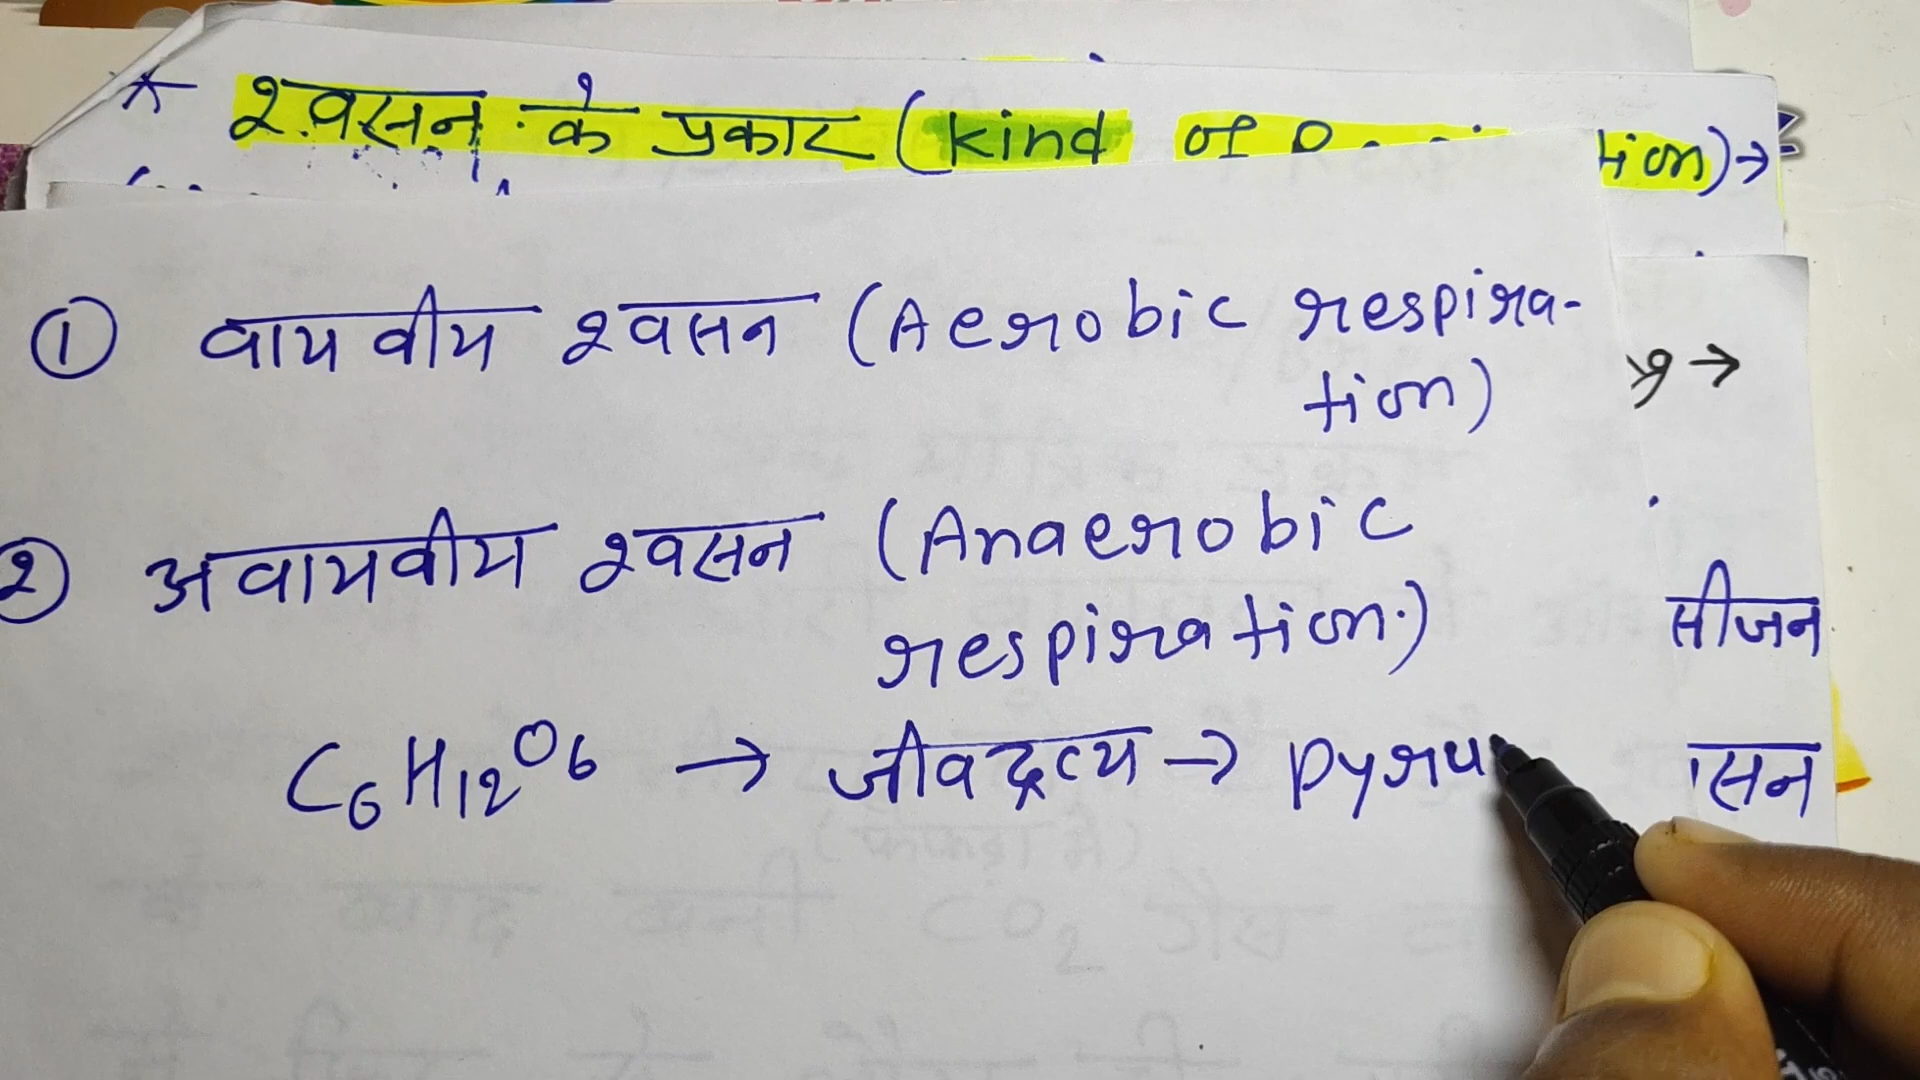 * श्वसन के प्रकार (kind of tion)→
① वायवीय श्वसन (Aerobic respira-
tion)
② अवायवीय श्वसन (Anaerobic
respiration.)
सीजन
C6H12O6 → जीवद्रव्य → pyru
सन